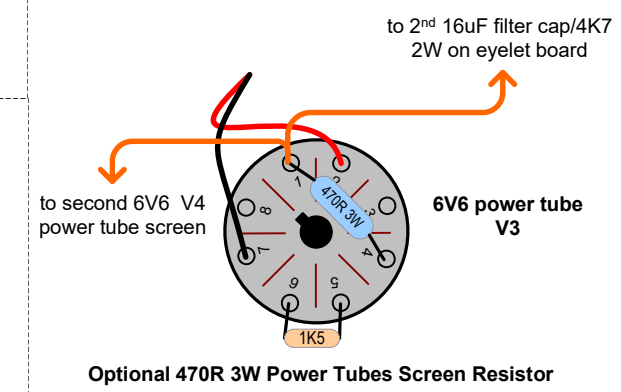 to 2nd 16uF filter cap/4K7
2W on eyelet board
to second 6V6 V4
power tube screen
6V6 power tube
V3
1
2
3
4
5
6
7
8
470R 3W
1K5
Optional 470R 3W Power Tubes Screen Resistor